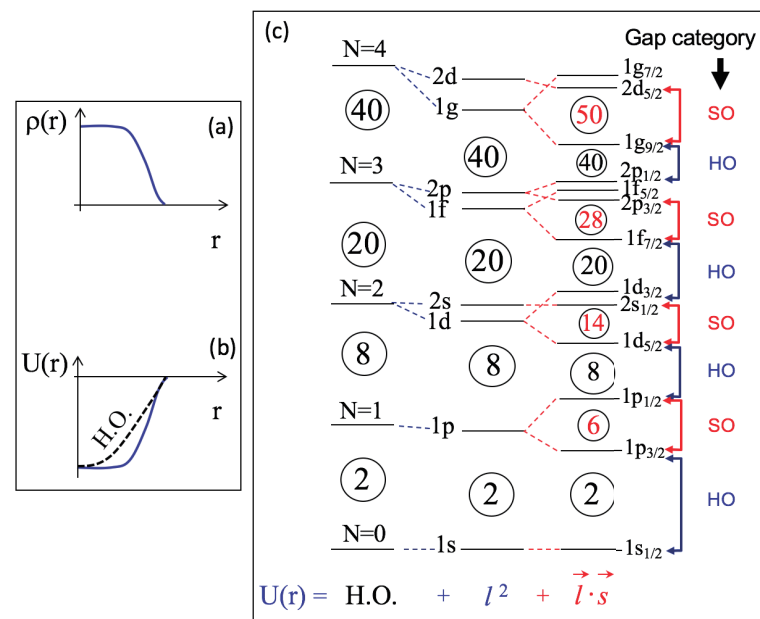 (a)
ρ(r)
r
(b)
U(r)
H.O.
r
(c)
Gap category
N=4
2d
1g
1g7/2
2d5/2
40
50
SO
1g9/2
40
40
HO
2p1/2
N=3
2p
1f
1f5/2
2p3/2
28
SO
1f7/2
20
20
20
HO
1d3/2
N=2
2s
1d
2s1/2
14
SO
1d5/2
8
8
8
HO
1p1/2
N=1
1p
6
SO
1p3/2
2
2
2
HO
N=0
1s
1s1/2
U(r) = H.O. + l² + l · s